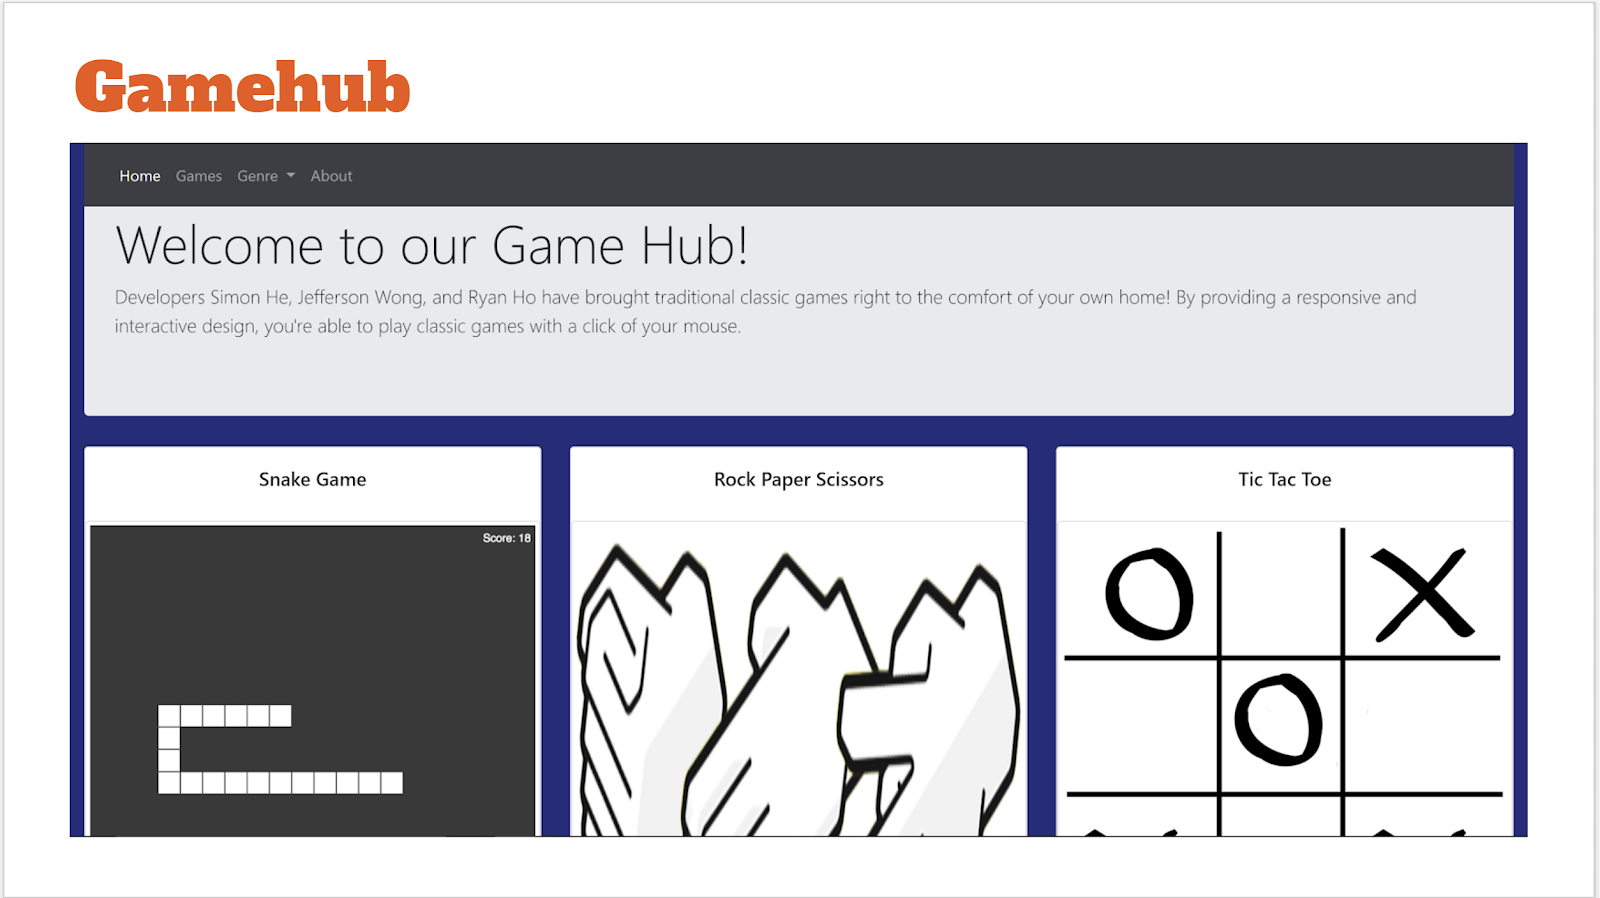 Gamehub
Home Games Genre About
Welcome to our Game Hub!
Developers Simon He, Jefferson Wong, and Ryan Ho have brought traditional classic games right to the comfort of your own home! By providing a responsive and
interactive design, you're able to play classic games with a click of your mouse.
Snake Game
Rock Paper Scissors
Tic Tac Toe
Score: 18
O X
O